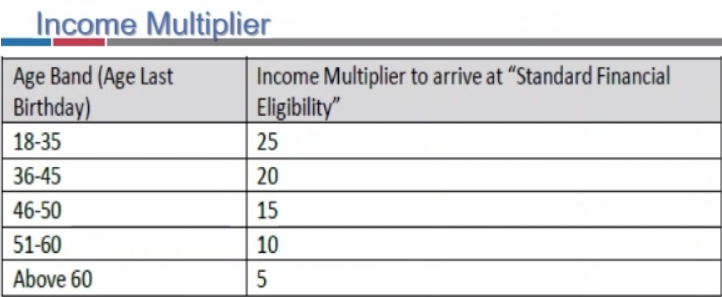 Income Multiplier
Age Band (Age Last Birthday)
Income Multiplier to arrive at “Standard Financial Eligibility”
18-35 25
36-45 20
46-50 15
51-60 10
Above 60 5